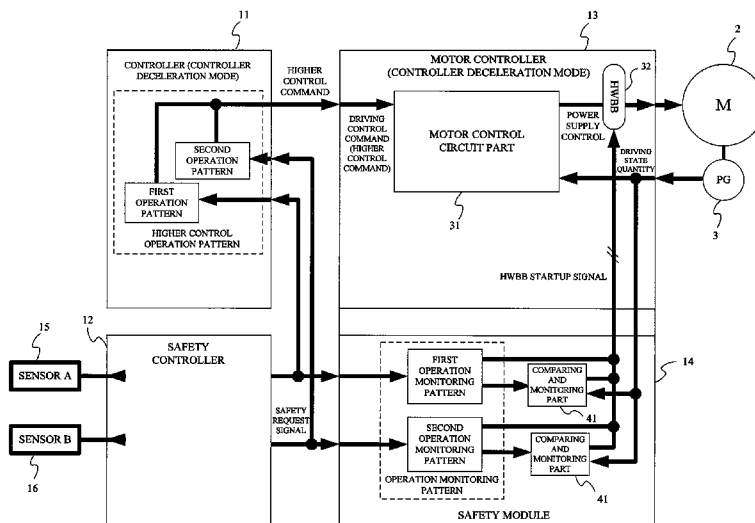 11
13
2
CONTROLLER (CONTROLLER
DECELERATION MODE)
HIGHER
CONTROL
COMMAND
MOTOR CONTROLLER
(CONTROLLER DECELERATION MODE)
32
HWBB
M
SECOND
OPERATION
PATTERN
FIRST
OPERATION
PATTERN
HIGHER CONTROL
OPERATION PATTERN
DRIVING
CONTROL
COMMAND
(HIGHER
CONTROL
COMMAND)
MOTOR CONTROL
CIRCUIT PART
31
POWER
SUPPLY
CONTROL
DRIVING
STATE
QUANTITY
PG
3
HWBB STARTUP SIGNAL
15
12
SENSOR A
SENSOR B
16
SAFETY
CONTROLLER
SAFETY
REQUEST
SIGNAL
14
FIRST
OPERATION
MONITORING
PATTERN
COMPARING
AND
MONITORING
PART
41
SECOND
OPERATION
MONITORING
PATTERN
COMPARING
AND
MONITORING
PART
41
OPERATION MONITORING
PATTERN
SAFETY MODULE